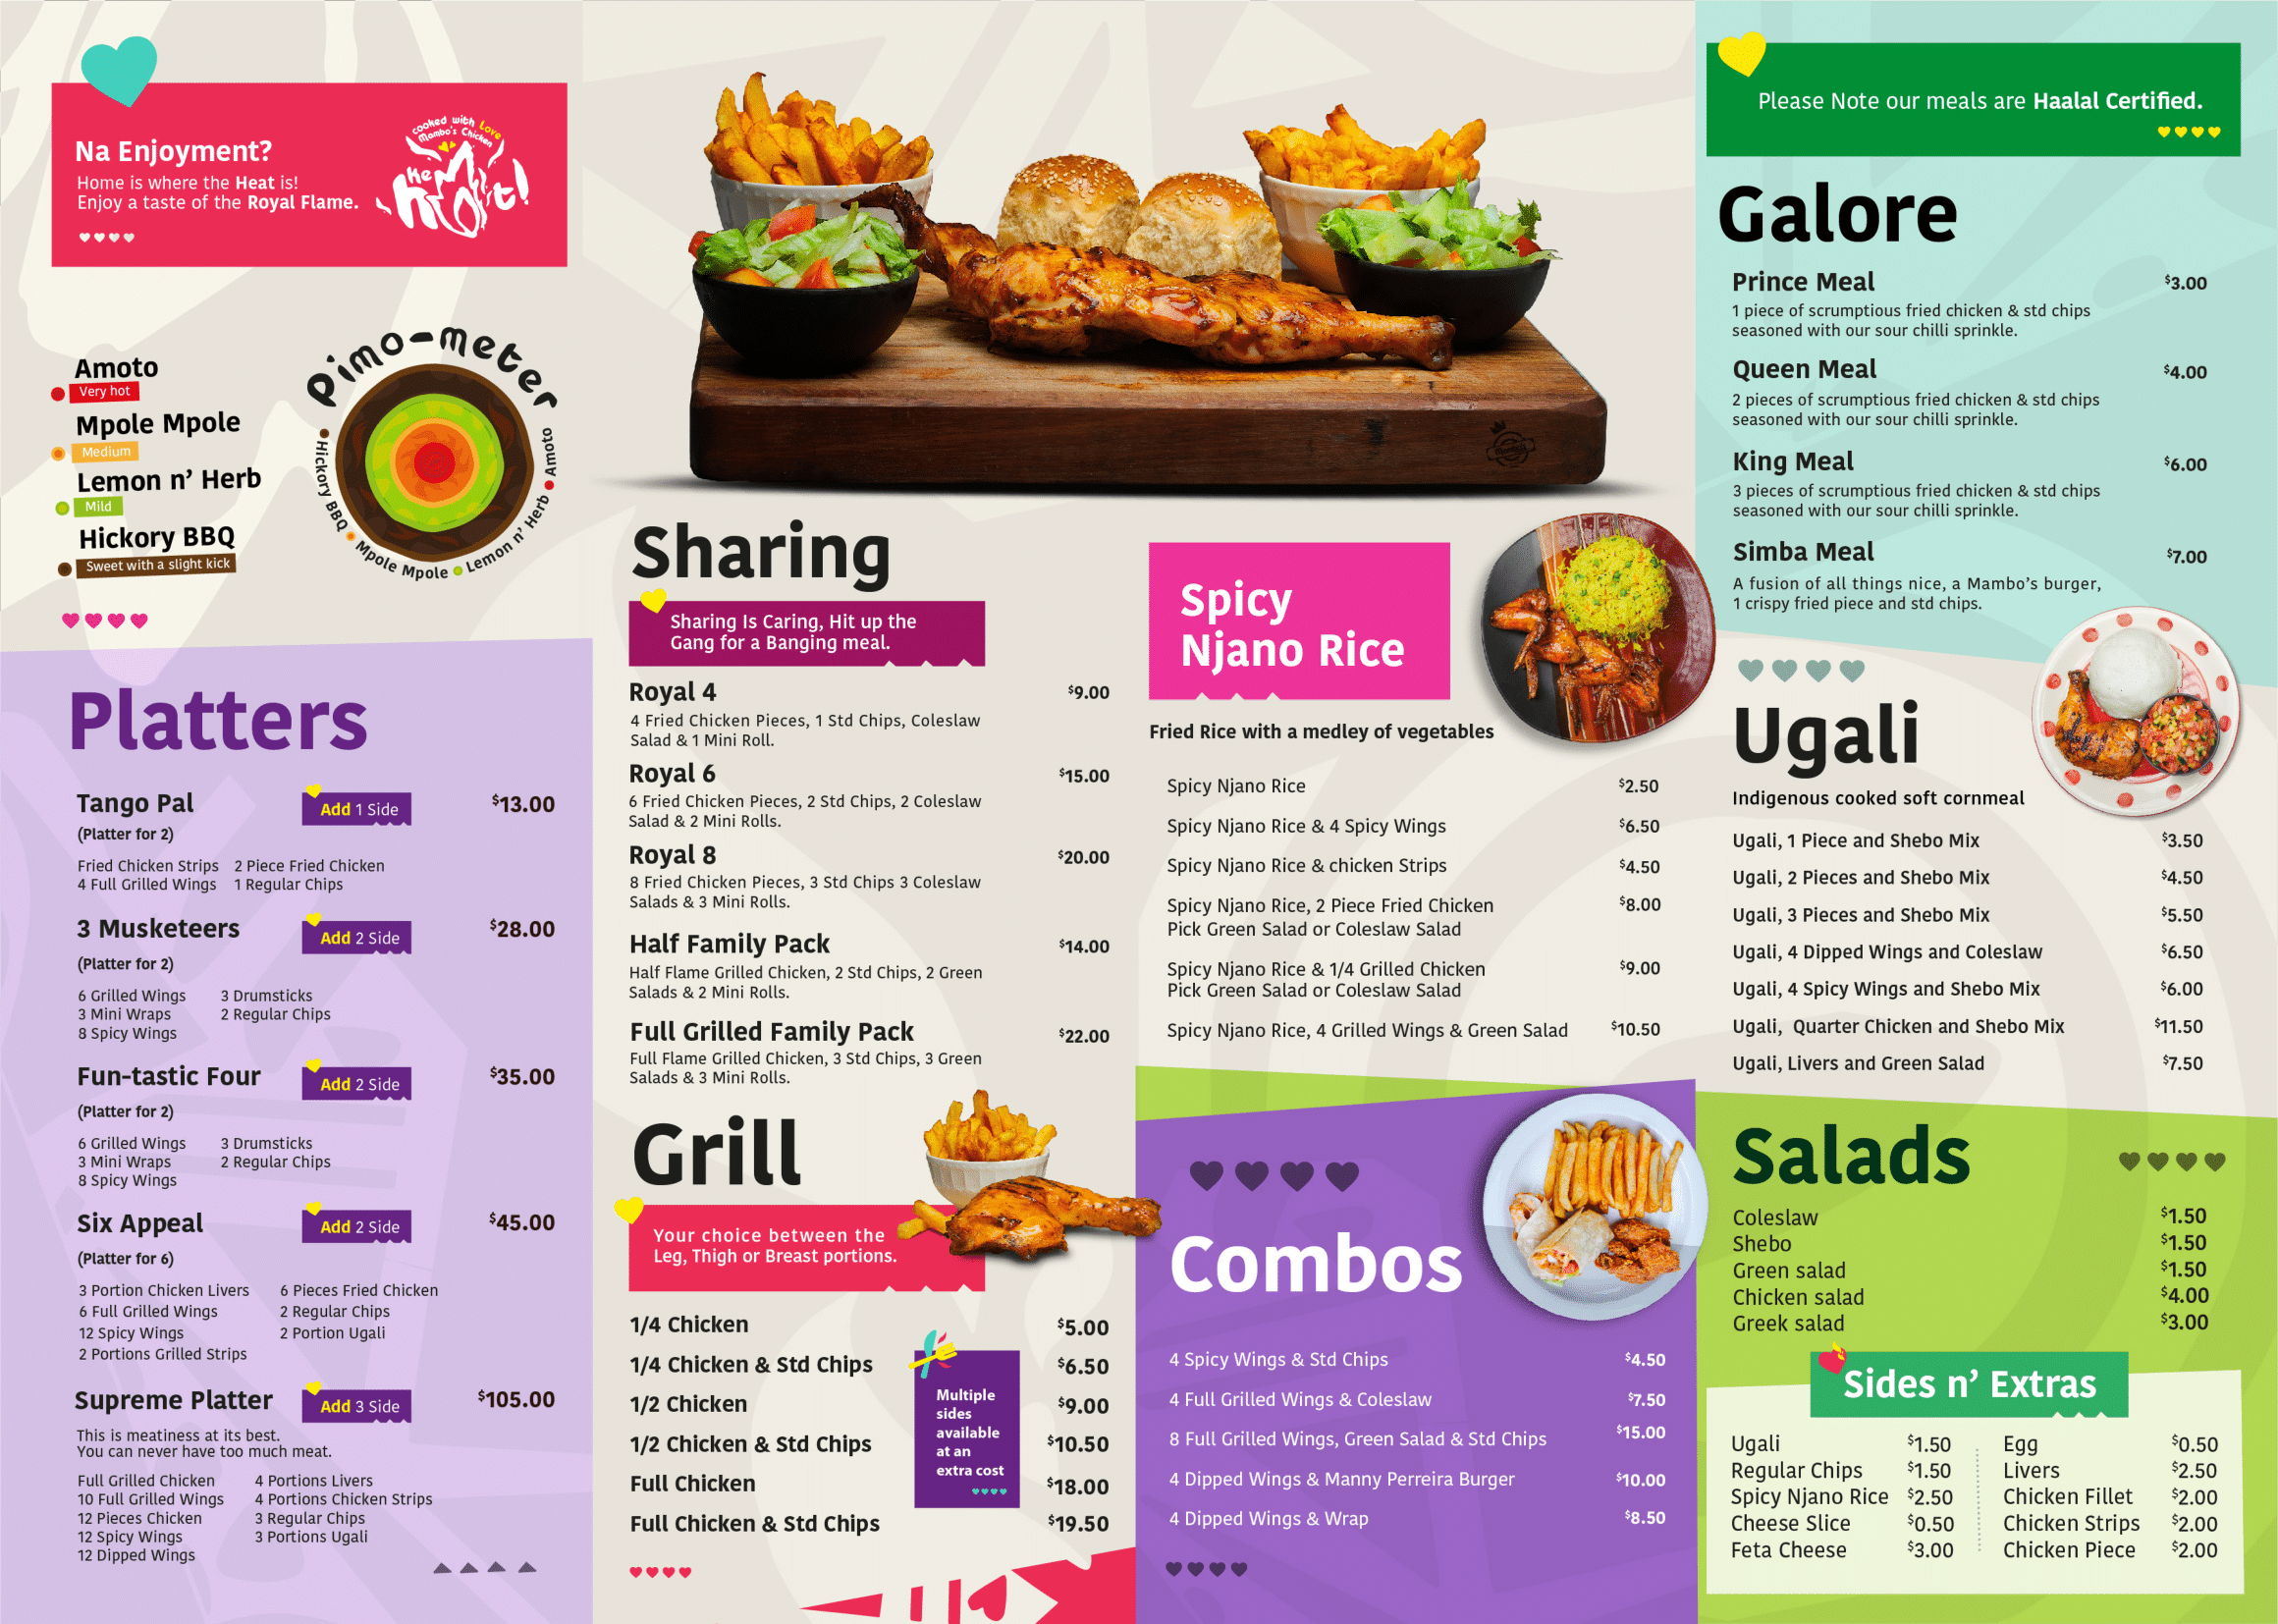 Na Enjoyment?
Home is where the Heat is!
Enjoy a taste of the Royal Flame.
cooked with Love
Mambo's Chicken
Amoto
Very hot
Mpole Mpole
Medium
Lemon n' Herb
Mild
Hickory BBQ
Sweet with a slight kick
Pimo-meter
Hickory BBQ
Mpole Mpole
Lemon n' Herb
Amoto
Platters
Tango Pal
Add 1 Side
$13.00
(Platter for 2)
Fried Chicken Strips 2 Piece Fried Chicken
4 Full Grilled Wings 1 Regular Chips
3 Musketeers
Add 2 Side
$28.00
(Platter for 2)
6 Grilled Wings 3 Drumsticks
3 Mini Wraps 2 Regular Chips
8 Spicy Wings
Fun-tastic Four
Add 2 Side
$35.00
(Platter for 2)
6 Grilled Wings 3 Drumsticks
3 Mini Wraps 2 Regular Chips
8 Spicy Wings
Six Appeal
Add 2 Side
$45.00
(Platter for 6)
3 Portion Chicken Livers 6 Pieces Fried Chicken
6 Full Grilled Wings 2 Regular Chips
12 Spicy Wings 2 Portion Ugali
2 Portions Grilled Strips
Supreme Platter
Add 3 Side
$105.00
This is meatiness at its best.
You can never have too much meat.
Full Grilled Chicken 4 Portions Livers
10 Full Grilled Wings 4 Portions Chicken Strips
12 Pieces Chicken 3 Regular Chips
12 Spicy Wings 3 Portions Ugali
12 Dipped Wings
Sharing
Sharing Is Caring, Hit up the
Gang for a Banging meal.
Royal 4 $9.00
4 Fried Chicken Pieces, 1 Std Chips, Coleslaw
Salad & 1 Mini Roll.
Royal 6 $15.00
6 Fried Chicken Pieces, 2 Std Chips, 2 Coleslaw
Salad & 2 Mini Rolls.
Royal 8 $20.00
8 Fried Chicken Pieces, 3 Std Chips 3 Coleslaw
Salads & 3 Mini Rolls.
Half Family Pack $14.00
Half Flame Grilled Chicken, 2 Std Chips, 2 Green
Salads & 2 Mini Rolls.
Full Grilled Family Pack $22.00
Full Flame Grilled Chicken, 3 Std Chips, 3 Green
Salads & 3 Mini Rolls.
Grill
Your choice between the
Leg, Thigh or Breast portions.
1/4 Chicken $5.00
1/4 Chicken & Std Chips $6.50
1/2 Chicken $9.00
1/2 Chicken & Std Chips $10.50
Full Chicken $18.00
Full Chicken & Std Chips $19.50
Multiple
sides
available
at an
extra cost
Spicy
Njano Rice
Fried Rice with a medley of vegetables
Spicy Njano Rice $2.50
Spicy Njano Rice & 4 Spicy Wings $6.50
Spicy Njano Rice & chicken Strips $4.50
Spicy Njano Rice, 2 Piece Fried Chicken $8.00
Pick Green Salad or Coleslaw Salad
Spicy Njano Rice & 1/4 Grilled Chicken $9.00
Pick Green Salad or Coleslaw Salad
Spicy Njano Rice, 4 Grilled Wings & Green Salad $10.50
Combos
4 Spicy Wings & Std Chips $4.50
4 Full Grilled Wings & Coleslaw $7.50
8 Full Grilled Wings, Green Salad & Std Chips $15.00
4 Dipped Wings & Manny Perreira Burger $10.00
4 Dipped Wings & Wrap $8.50
Please Note our meals are Haalal Certified.
Galore
Prince Meal $3.00
1 piece of scrumptious fried chicken & std chips
seasoned with our sour chilli sprinkle.
Queen Meal $4.00
2 pieces of scrumptious fried chicken & std chips
seasoned with our sour chilli sprinkle.
King Meal $6.00
3 pieces of scrumptious fried chicken & std chips
seasoned with our sour chilli sprinkle.
Simba Meal $7.00
A fusion of all things nice, a Mambo's burger,
1 crispy fried piece and std chips.
Ugali
Indigenous cooked soft cornmeal
Ugali, 1 Piece and Shebo Mix $3.50
Ugali, 2 Pieces and Shebo Mix $4.50
Ugali, 3 Pieces and Shebo Mix $5.50
Ugali, 4 Dipped Wings and Coleslaw $6.50
Ugali, 4 Spicy Wings and Shebo Mix $6.00
Ugali, Quarter Chicken and Shebo Mix $11.50
Ugali, Livers and Green Salad $7.50
Salads
Coleslaw $1.50
Shebo $1.50
Green salad $1.50
Chicken salad $4.00
Greek salad $3.00
Sides n' Extras
Ugali $1.50 Egg $0.50
Regular Chips $1.50 Livers $2.50
Spicy Njano Rice $2.50 Chicken Fillet $2.00
Cheese Slice $0.50 Chicken Strips $2.00
Feta Cheese $3.00 Chicken Piece $2.00